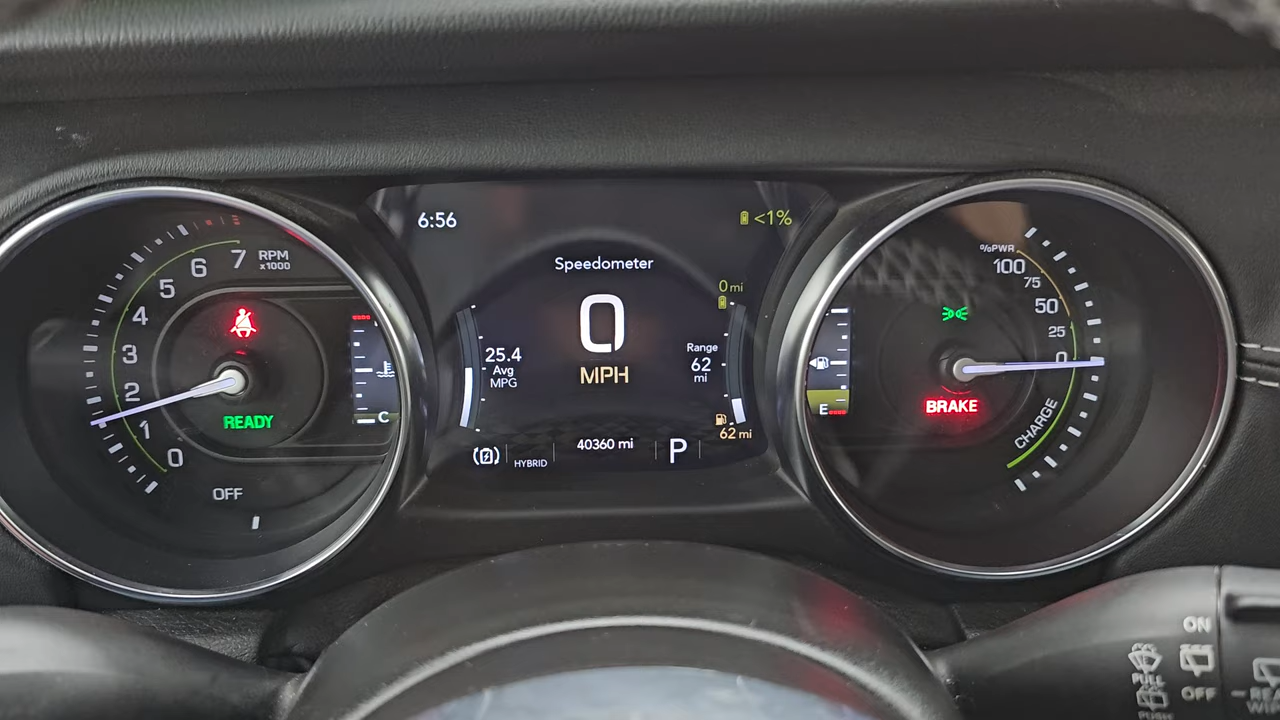 6:56
<1%
Speedometer
0 mi
0
MPH
25.4
Avg
MPG
Range
62
mi
62 mi
HYBRID
40360 mi
P
7
6
5
4
3
2
1
0
RPM
x1000
READY
OFF
C
%PWR
100
75
50
25
0
CHARGE
BRAKE
E
ON
OFF
PULL
PUSH